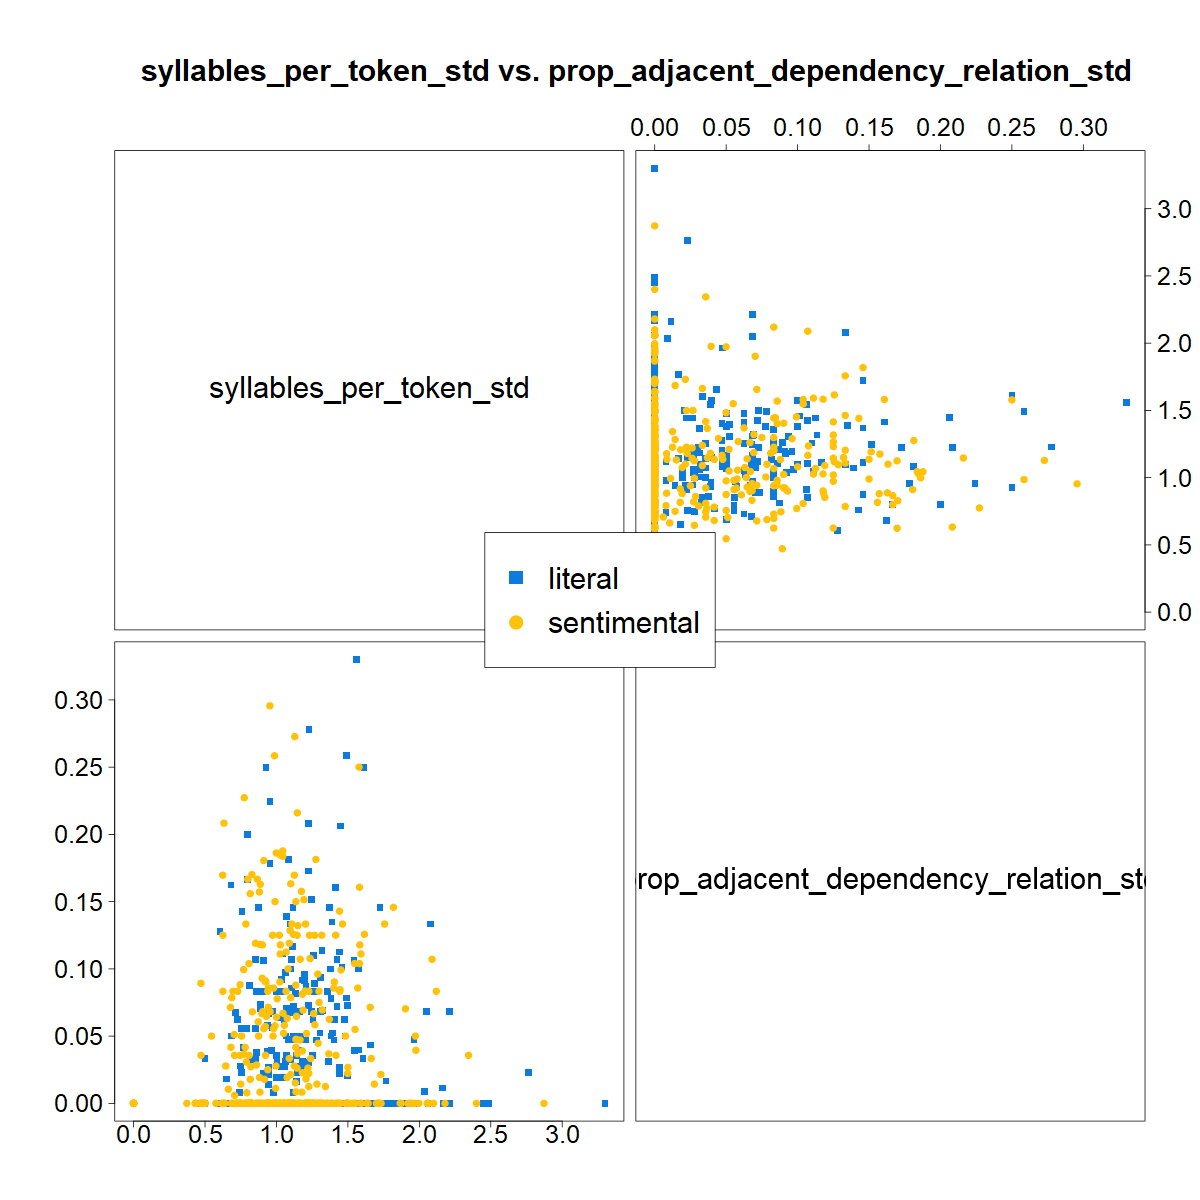 syllables_per_token_std vs. prop_adjacent_dependency_relation_std
0.00 0.05 0.10 0.15 0.20 0.25 0.30
syllables_per_token_std
3.0
2.5
2.0
1.5
1.0
0.5
0.0
literal
sentimental
0.30
0.25
0.20
0.15
0.10
0.05
0.00
rop_adjacent_dependency_relation_st
0.0 0.5 1.0 1.5 2.0 2.5 3.0